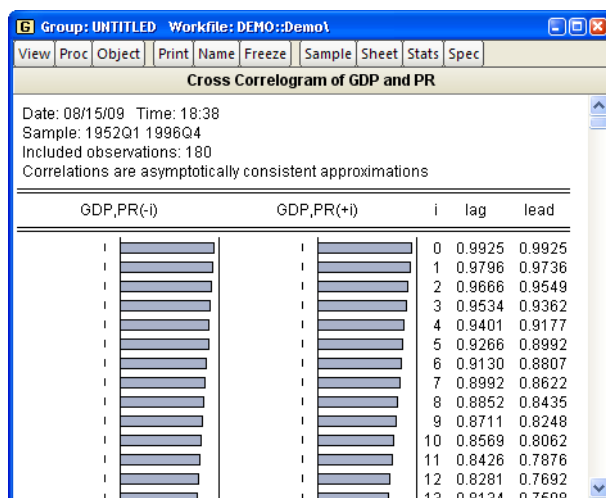 Group: UNTITLED Workfile: DEMO::Demo\
View Proc Object Print Name Freeze Sample Sheet Stats Spec
Cross Correlogram of GDP and PR
Date: 08/15/09 Time: 18:38
Sample: 1952Q1 1996Q4
Included observations: 180
Correlations are asymptotically consistent approximations
GDP,PR(-i) GDP,PR(+i) i lag lead
0 0.9925 0.9925
1 0.9796 0.9736
2 0.9666 0.9549
3 0.9534 0.9362
4 0.9401 0.9177
5 0.9266 0.8992
6 0.9130 0.8807
7 0.8992 0.8622
8 0.8852 0.8435
9 0.8711 0.8248
10 0.8569 0.8062
11 0.8426 0.7876
12 0.8281 0.7692